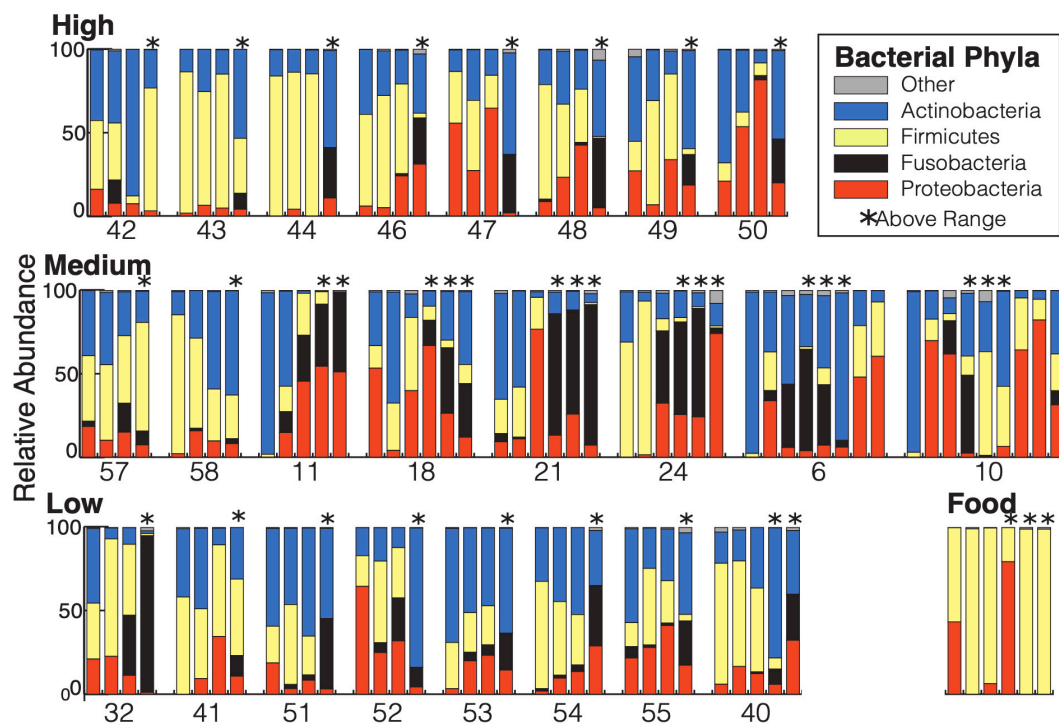 High
* * * * * * * *
100
50
0
42 43 44 46 47 48 49 50
Bacterial Phyla
Other
Actinobacteria
Firmicutes
Fusobacteria
Proteobacteria
*Above Range
Relative Abundance
Medium
* * * * * * * * * * * * * * * * * * *
100
50
0
57 58 11 18 21 24 6 10
Low
* * * * * * * * *
100
50
0
32 41 51 52 53 54 55 40
Food
* * *